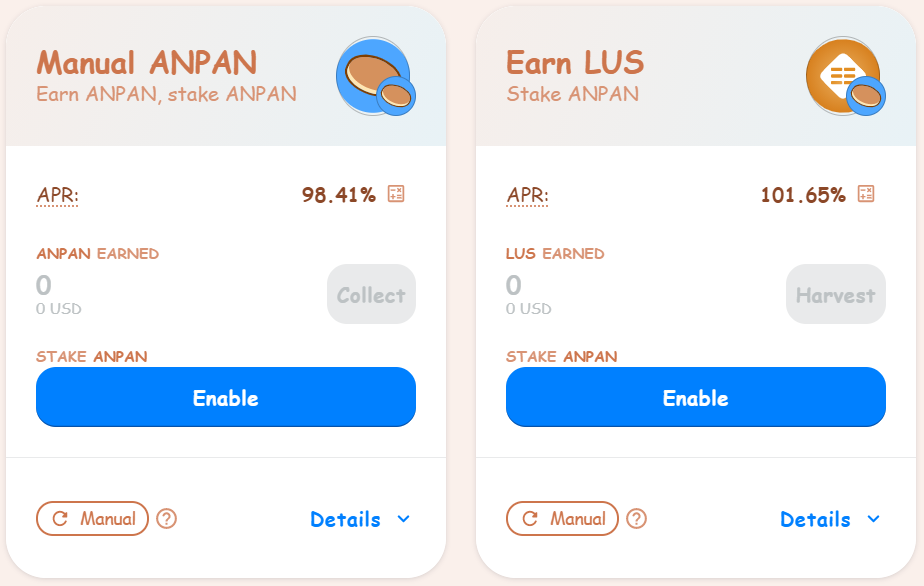 Manual ANPAN
Earn ANPAN, stake ANPAN
APR:
98.41%
ANPAN EARNED
0
0 USD
Collect
STAKE ANPAN
Enable
Manual
Details
Earn LUS
Stake ANPAN
APR:
101.65%
LUS EARNED
0
0 USD
Harvest
STAKE ANPAN
Enable
Manual
Details